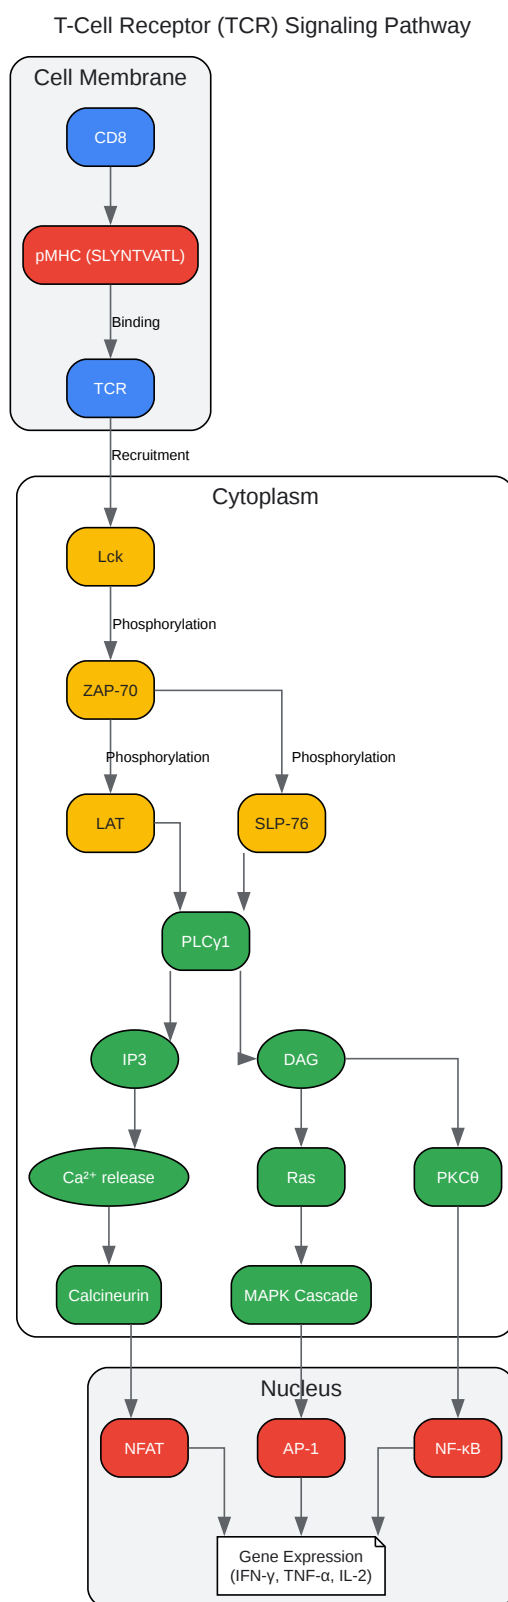 T-Cell Receptor (TCR) Signaling Pathway
Cell Membrane
CD8
pMHC (SLYNTVATL)
Binding
TCR
Recruitment
Cytoplasm
Lck
Phosphorylation
ZAP-70
Phosphorylation
Phosphorylation
LAT
SLP-76
PLCγ1
IP3
DAG
Ca²⁺ release
Ras
PKCθ
Calcineurin
MAPK Cascade
Nucleus
NFAT
AP-1
NF-κB
Gene Expression
(IFN-γ, TNF-α, IL-2)